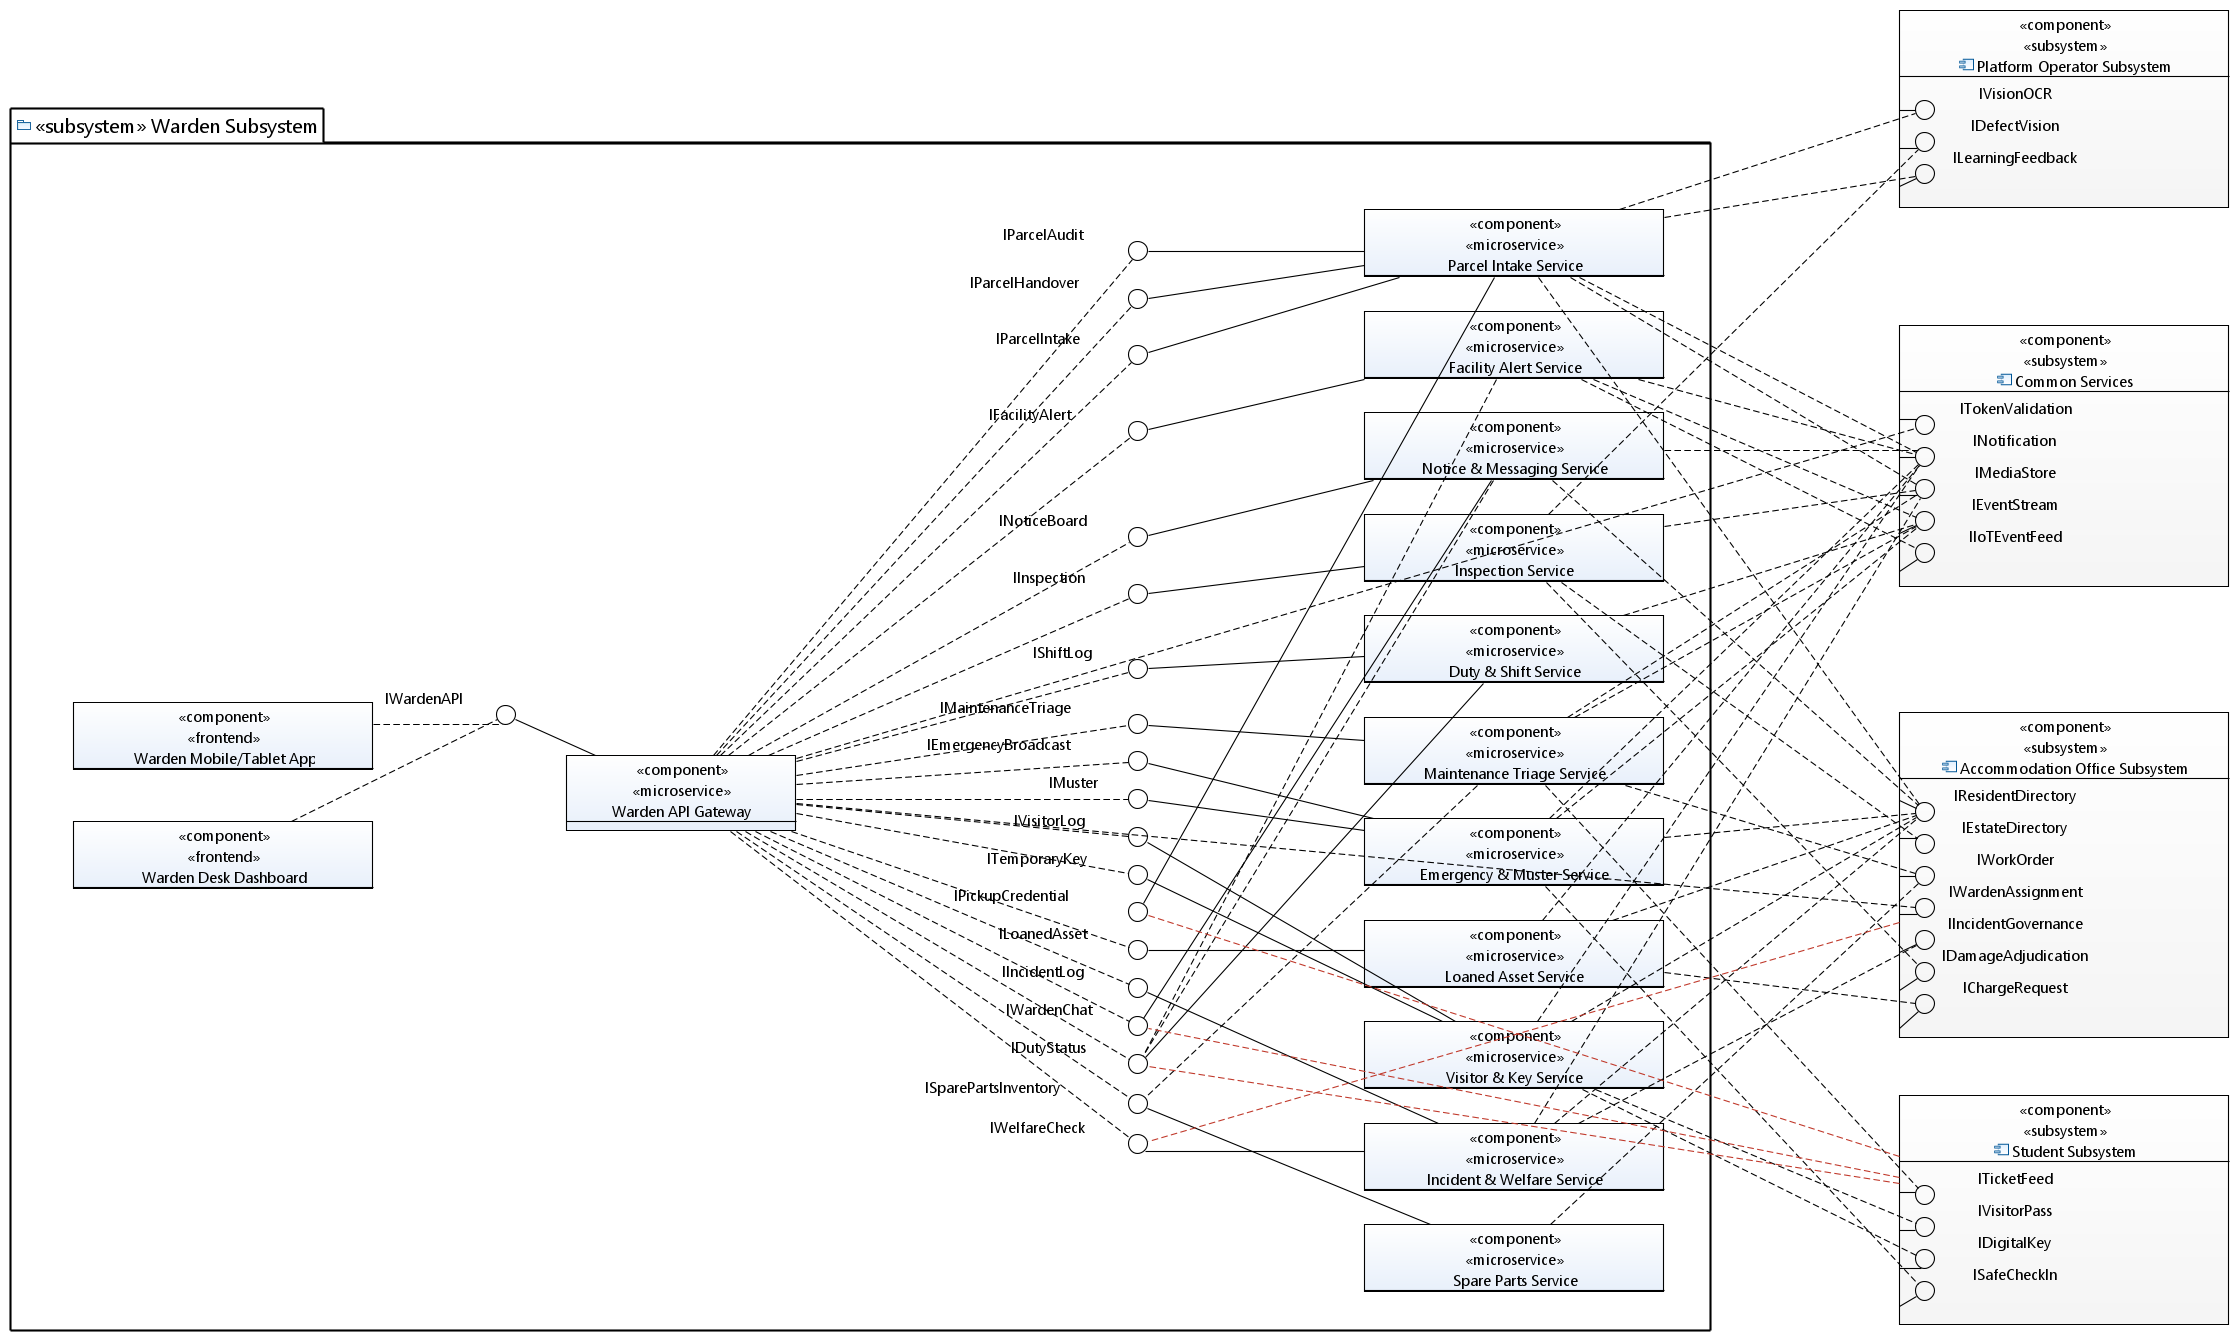 «subsystem» Warden Subsystem
«component»
«frontend»
Warden Mobile/Tablet App
«component»
«frontend»
Warden Desk Dashboard
IWardenAPI
«component»
«microservice»
Warden API Gateway
IParcelAudit
IParcelHandover
IParcelIntake
IFacilityAlert
INoticeBoard
IInspection
IShiftLog
IMaintenanceTriage
IEmergencyBroadcast
IMuster
IVisitorLog
ITemporaryKey
IPickupCredential
ILoanedAsset
IIncidentLog
IWardenChat
IDutyStatus
ISparePartsInventory
IWelfareCheck
«component»
«microservice»
Parcel Intake Service
«component»
«microservice»
Facility Alert Service
«component»
«microservice»
Notice & Messaging Service
«component»
«microservice»
Inspection Service
«component»
«microservice»
Duty & Shift Service
«component»
«microservice»
Maintenance Triage Service
«component»
«microservice»
Emergency & Muster Service
«component»
«microservice»
Loaned Asset Service
«component»
«microservice»
Visitor & Key Service
«component»
«microservice»
Incident & Welfare Service
«component»
«microservice»
Spare Parts Service
«component»
«subsystem»
Platform Operator Subsystem
IVisionOCR
IDefectVision
ILearningFeedback
«component»
«subsystem»
Common Services
ITokenValidation
INotification
IMediaStore
IEventStream
IIoTEventFeed
«component»
«subsystem»
Accommodation Office Subsystem
IResidentDirectory
IEstateDirectory
IWorkOrder
IWardenAssignment
IIncidentGovernance
IDamageAdjudication
IChargeRequest
«component»
«subsystem»
Student Subsystem
ITicketFeed
IVisitorPass
IDigitalKey
ISafeCheckIn